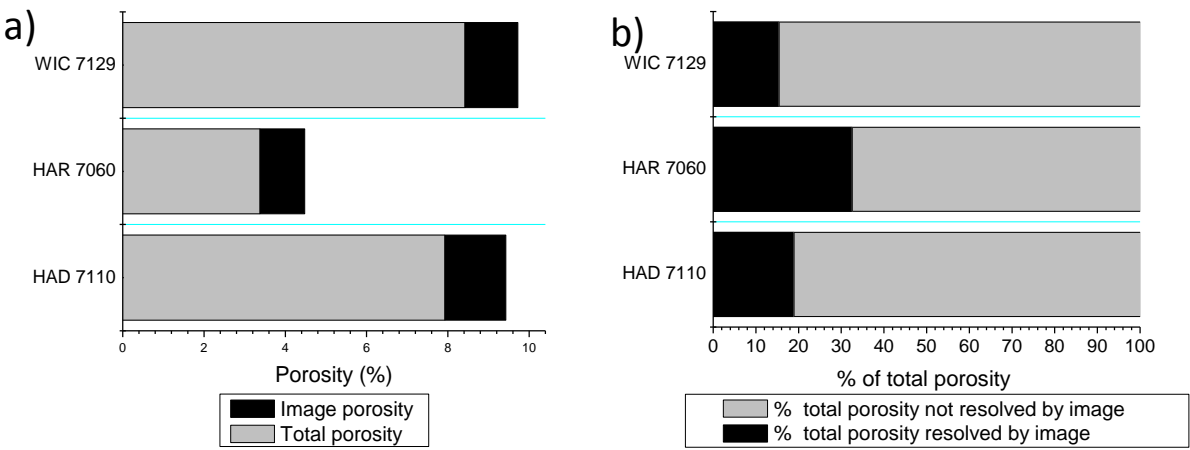 a)
WIC 7129
HAR 7060
HAD 7110
0 2 4 6 8 10
Porosity (%)
Image porosity
Total porosity
b)
WIC 7129
HAR 7060
HAD 7110
0 10 20 30 40 50 60 70 80 90 100
% of total porosity
% total porosity not resolved by image
% total porosity resolved by image